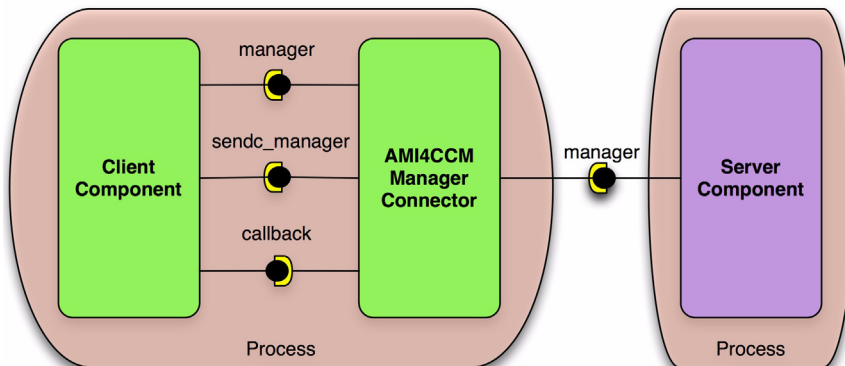 manager
sendc_manager
callback
Client
Component
AMI4CCM
Manager
Connector
manager
Server
Component
Process
Process